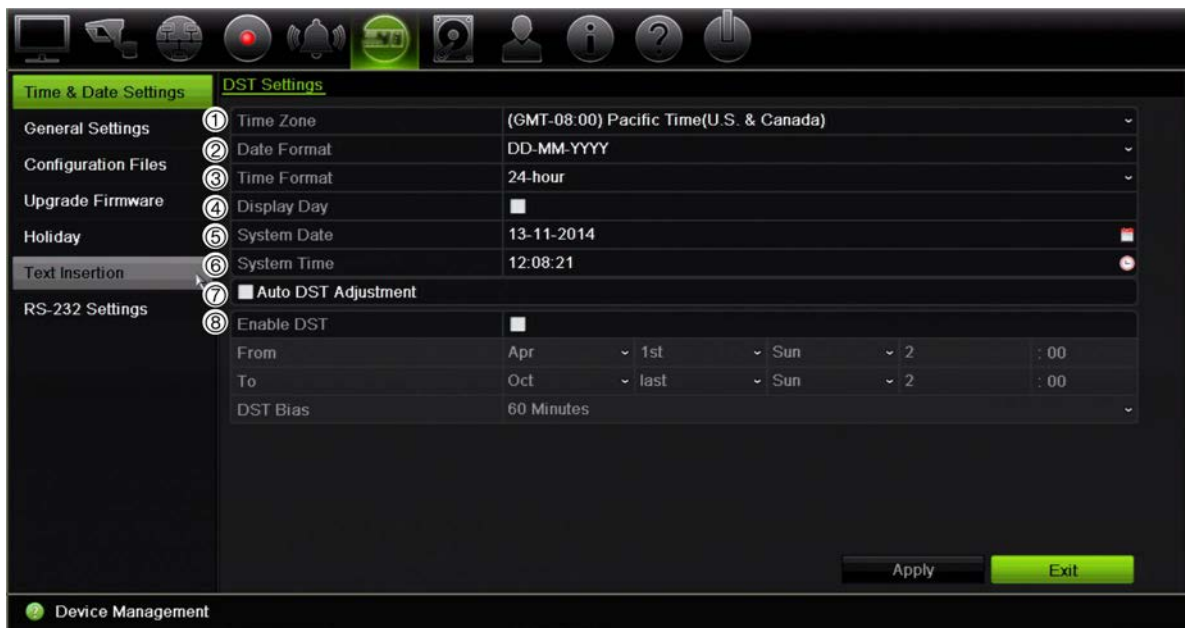 Time & Date Settings
General Settings
Configuration Files
Upgrade Firmware
Holiday
Text Insertion
RS-232 Settings
DST Settings
① Time Zone (GMT-08:00) Pacific Time(U.S. & Canada)
② Date Format DD-MM-YYYY
③ Time Format 24-hour
④ Display Day
⑤ System Date 13-11-2014
⑥ System Time 12:08:21
⑦ Auto DST Adjustment
⑧ Enable DST
From Apr 1st Sun 2 : 00
To Oct last Sun 2 : 00
DST Bias 60 Minutes
Apply Exit
? Device Management